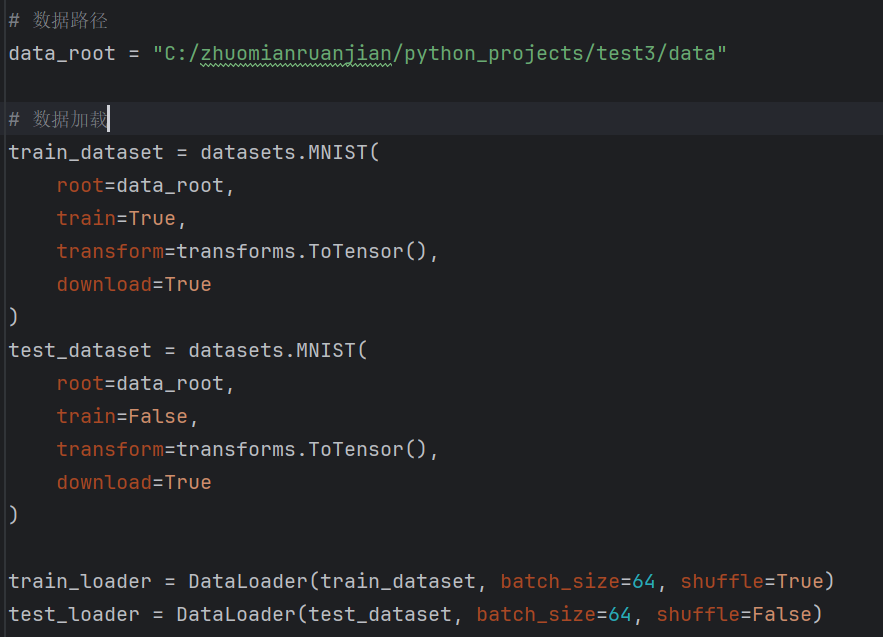 # 数据路径
data_root = "C:/zhuomianruanjian/python_projects/test3/data"
# 数据加载
train_dataset = datasets.MNIST(
    root=data_root,
    train=True,
    transform=transforms.ToTensor(),
    download=True
)
test_dataset = datasets.MNIST(
    root=data_root,
    train=False,
    transform=transforms.ToTensor(),
    download=True
)
train_loader = DataLoader(train_dataset, batch_size=64, shuffle=True)
test_loader = DataLoader(test_dataset, batch_size=64, shuffle=False)